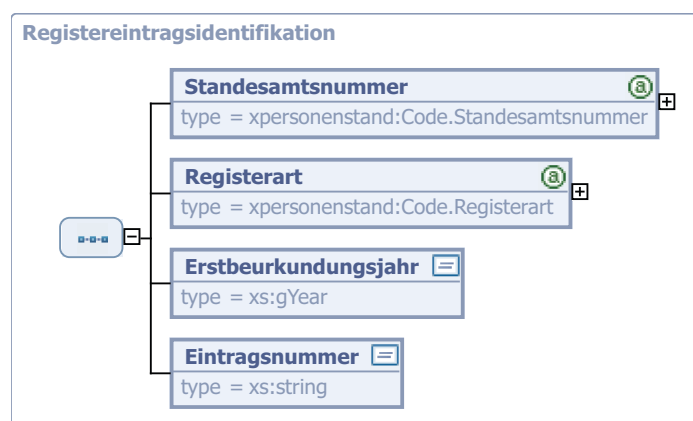 Registereintragsidentifikation
Standesamtsnummer
type = xpersonenstand:Code.Standesamtsnummer
Registerart
type = xpersonenstand:Code.Registerart
Erstbeurkundungsjahr
type = xs:gYear
Eintragsnummer
type = xs:string